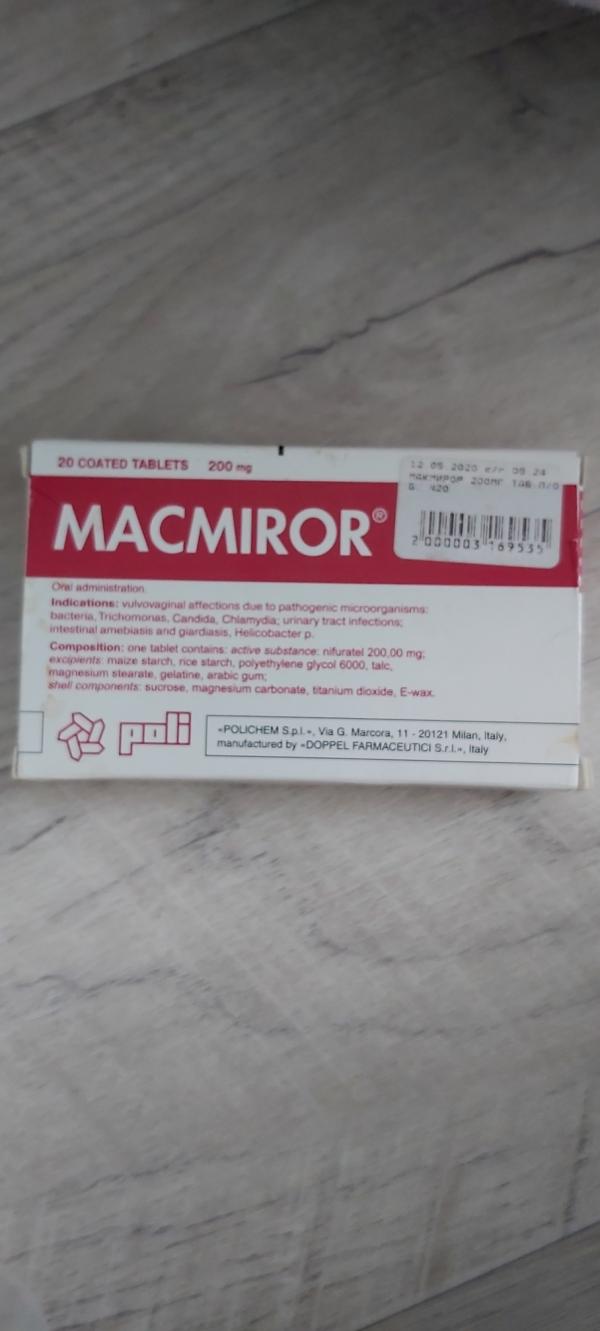 20 COATED TABLETS 200 mg
12 05 2020 с/г 05 24
МАКМИРОР 200МГ ТАБ П/О
420
2 000003 169535
MACMIROR®
Oral administration.
Indications: vulvovaginal affections due to pathogenic microorganisms:
bacteria, Trichomonas, Candida, Chlamydia; urinary tract infections;
intestinal amebiasis and giardiasis, Helicobacter p.
Composition: one tablet contains: active substance: nifuratel 200,00 mg;
excipients: maize starch, rice starch, polyethylene glycol 6000, talc,
magnesium stearate, gelatine, arabic gum;
shell components: sucrose, magnesium carbonate, titanium dioxide, E-wax.
poli
«POLICHEM S.p.l.», Via G. Marcora, 11 - 20121 Milan, Italy,
manufactured by «DOPPEL FARMACEUTICI S.r.l.», Italy